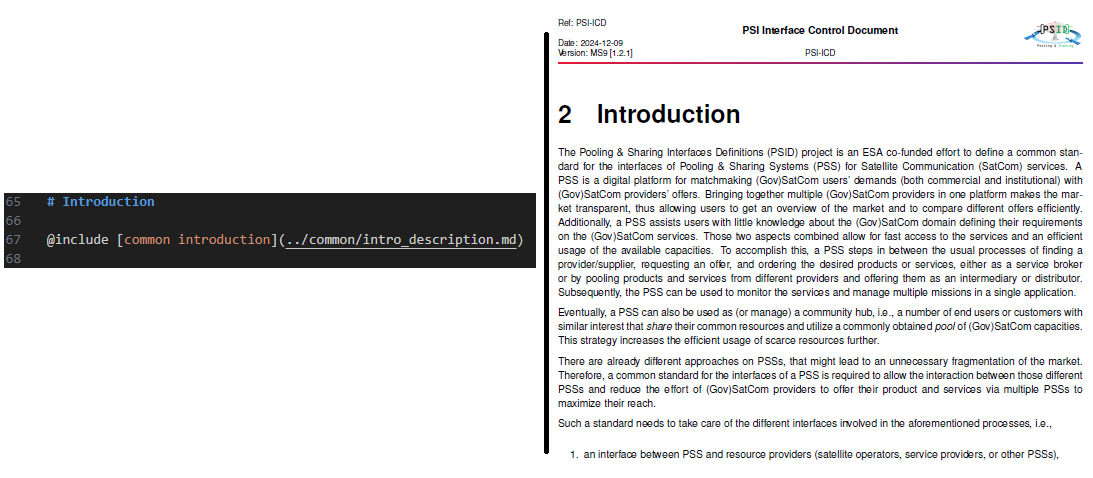 65 # Introduction
66
67 @include [common introduction](../common/intro_description.md)
68
Ref: PSI-ICD
Date: 2024-12-09
Version: MS9 [1.2.1]
PSI Interface Control Document
PSI-ICD
[PSID]
Pooling & Sharing
2 Introduction
The Pooling & Sharing Interfaces Definitions (PSID) project is an ESA co-funded effort to define a common stan-
dard for the interfaces of Pooling & Sharing Systems (PSS) for Satellite Communication (SatCom) services. A
PSS is a digital platform for matchmaking (Gov)SatCom users' demands (both commercial and institutional) with
(Gov)SatCom providers' offers. Bringing together multiple (Gov)SatCom providers in one platform makes the mar-
ket transparent, thus allowing users to get an overview of the market and to compare different offers efficiently.
Additionally, a PSS assists users with little knowledge about the (Gov)SatCom domain defining their requirements
on the (Gov)SatCom services. Those two aspects combined allow for fast access to the services and an efficient
usage of the available capacities. To accomplish this, a PSS steps in between the usual processes of finding a
provider/supplier, requesting an offer, and ordering the desired products or services, either as a service broker
or by pooling products and services from different providers and offering them as an intermediary or distributor.
Subsequently, the PSS can be used to monitor the services and manage multiple missions in a single application.
Eventually, a PSS can also be used as (or manage) a community hub, i.e., a number of end users or customers with
similar interest that share their common resources and utilize a commonly obtained pool of (Gov)SatCom capacities.
This strategy increases the efficient usage of scarce resources further.
There are already different approaches on PSSs, that might lead to an unnecessary fragmentation of the market.
Therefore, a common standard for the interfaces of a PSS is required to allow the interaction between those different
PSSs and reduce the effort of (Gov)SatCom providers to offer their product and services via multiple PSSs to
maximize their reach.
Such a standard needs to take care of the different interfaces involved in the aforementioned processes, i.e.,
1. an interface between PSS and resource providers (satellite operators, service providers, or other PSSs),